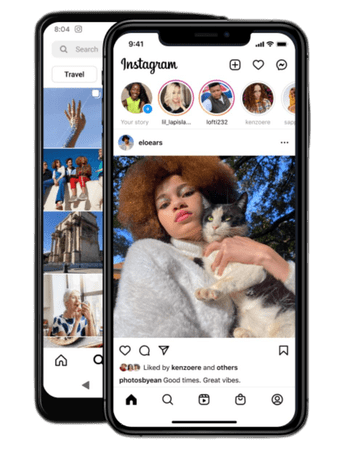 8:04
Search
Travel
9:41
Instagram
Your story
lil_lapisla...
lofti232
kenzoere
eloears
Liked by kenzoere and others
photosbyean Good times. Great vibes.